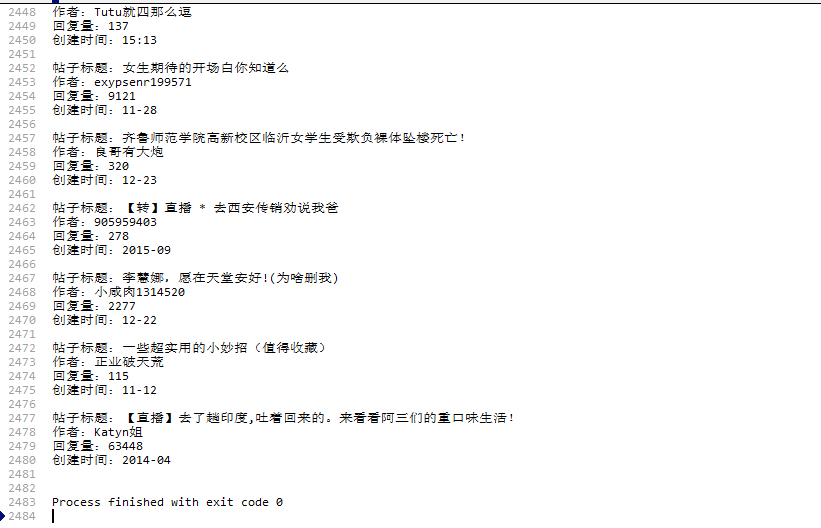 2448 作者: Tutu就四那么逗
2449 回复量: 137
2450 创建时间: 15:13
2451
2452 帖子标题: 女生期待的开场白你知道么
2453 作者: exypsenr199571
2454 回复量: 9121
2455 创建时间: 11-28
2456
2457 帖子标题: 齐鲁师范学院高新校区临沂女学生受欺负裸体坠楼死亡!
2458 作者: 良哥有大炮
2459 回复量: 320
2460 创建时间: 12-23
2461
2462 帖子标题: 【转】直播 * 去西安传销劝说我爸
2463 作者: 905959403
2464 回复量: 278
2465 创建时间: 2015-09
2466
2467 帖子标题: 李慧娜，愿在天堂安好!(为啥删我)
2468 作者: 小咸肉1314520
2469 回复量: 2277
2470 创建时间: 12-22
2471
2472 帖子标题: 一些超实用的小妙招（值得收藏）
2473 作者: 正业破天荒
2474 回复量: 115
2475 创建时间: 11-12
2476
2477 帖子标题: 【直播】去了趟印度,吐着回来的。来看看阿三们的重口味生活!
2478 作者: Katyn姐
2479 回复量: 63448
2480 创建时间: 2014-04
2481
2482
2483 Process finished with exit code 0
2484